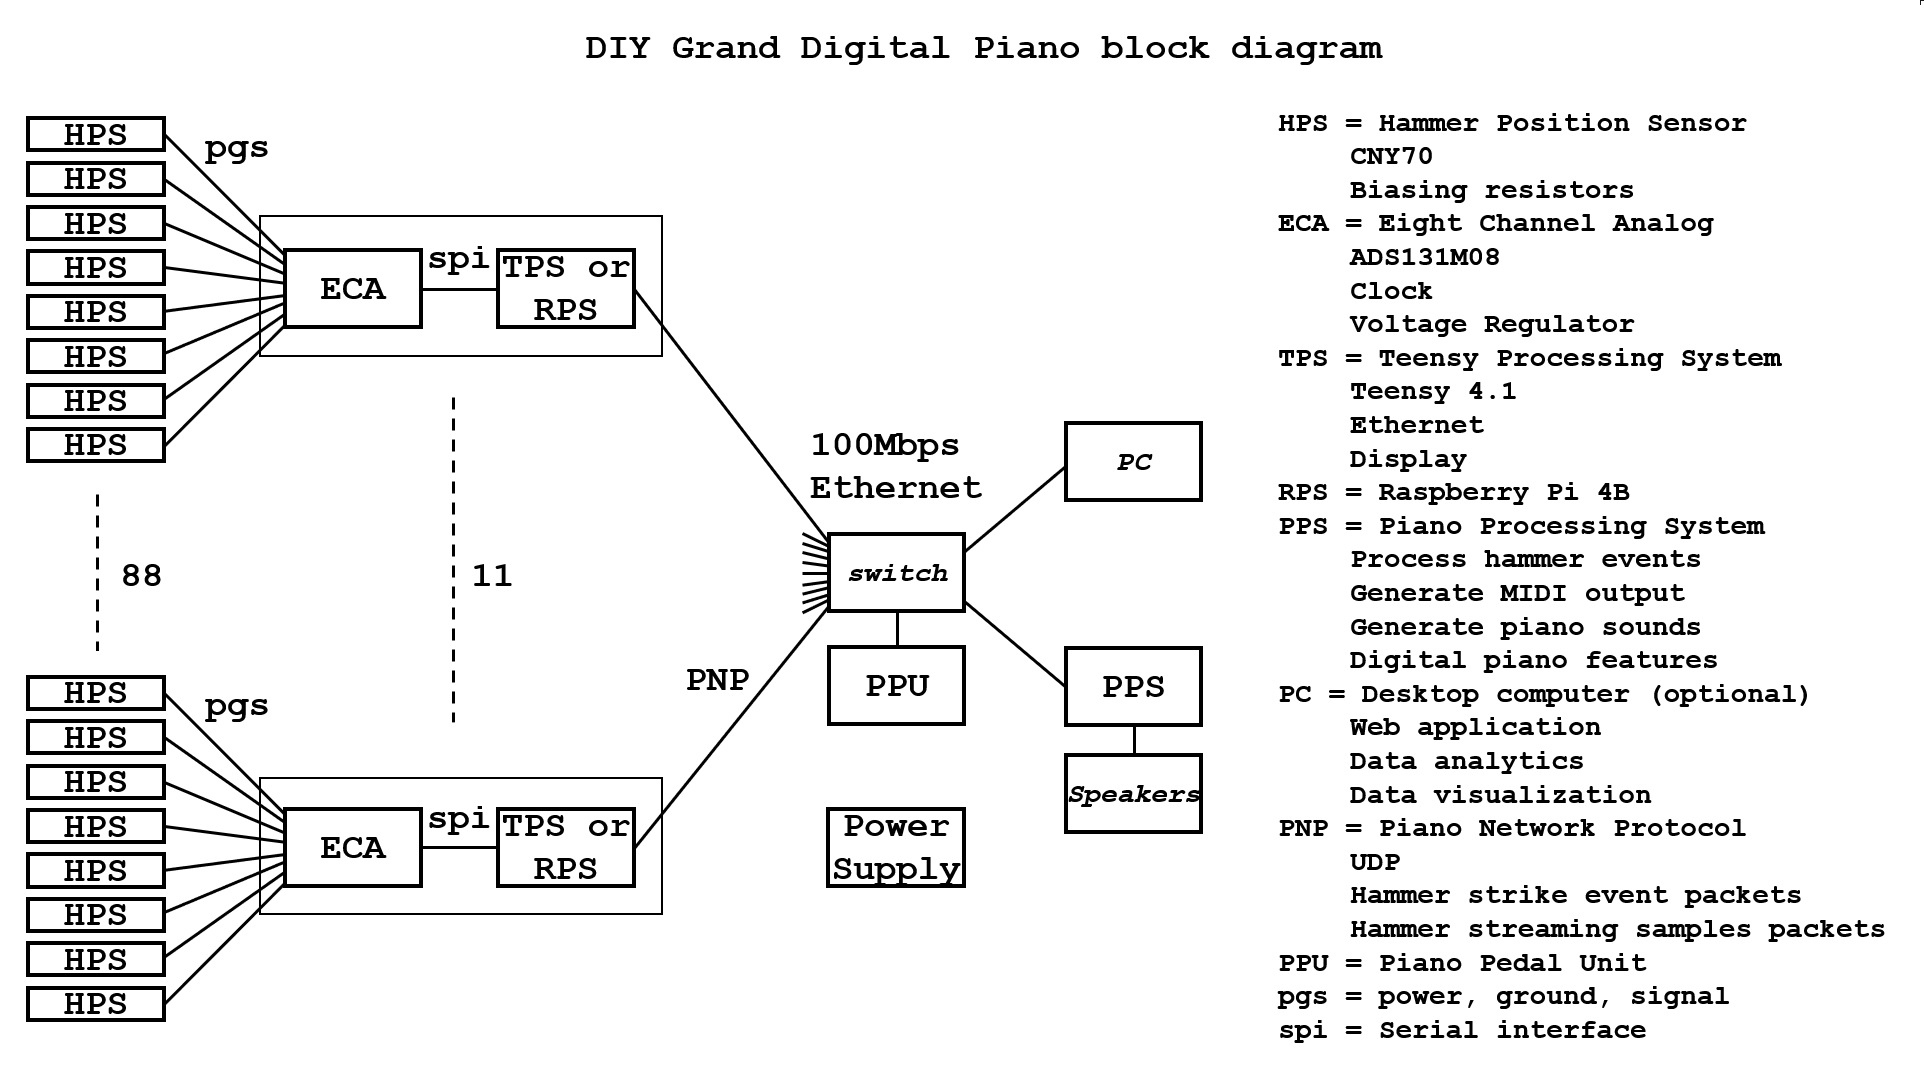 DIY Grand Digital Piano block diagram
HPS
HPS
HPS
HPS
HPS
HPS
HPS
HPS
pgs
ECA
spi
TPS or
RPS
88
11
HPS
HPS
HPS
HPS
HPS
HPS
HPS
HPS
pgs
ECA
spi
TPS or
RPS
100Mbps
Ethernet
PNP
switch
PPU
Power
Supply
PC
PPS
Speakers
HPS = Hammer Position Sensor
CNY70
Biasing resistors
ECA = Eight Channel Analog
ADS131M08
Clock
Voltage Regulator
TPS = Teensy Processing System
Teensy 4.1
Ethernet
Display
RPS = Raspberry Pi 4B
PPS = Piano Processing System
Process hammer events
Generate MIDI output
Generate piano sounds
Digital piano features
PC = Desktop computer (optional)
Web application
Data analytics
Data visualization
PNP = Piano Network Protocol
UDP
Hammer strike event packets
Hammer streaming samples packets
PPU = Piano Pedal Unit
pgs = power, ground, signal
spi = Serial interface